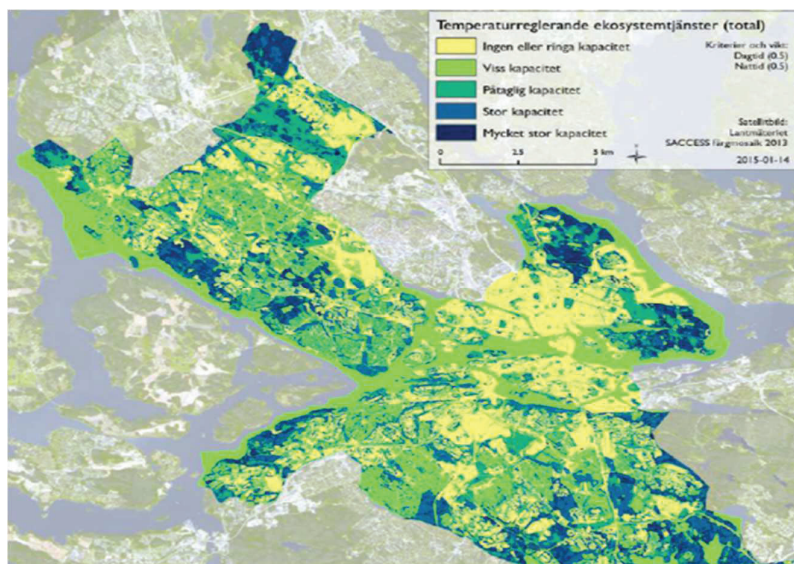 Temperaturreglerande ekosystemtjänster (total)
Ingen eller ringa kapacitet
Viss kapacitet
Påtaglig kapacitet
Stor kapacitet
Mycket stor kapacitet
Kriterier och vikt:
Dagtid (0.5)
Nattid (0.5)
0 2.5 5 km
Satellitbild:
Lantmäteriet
SACCESS färgmosaik 2013
2015-01-14